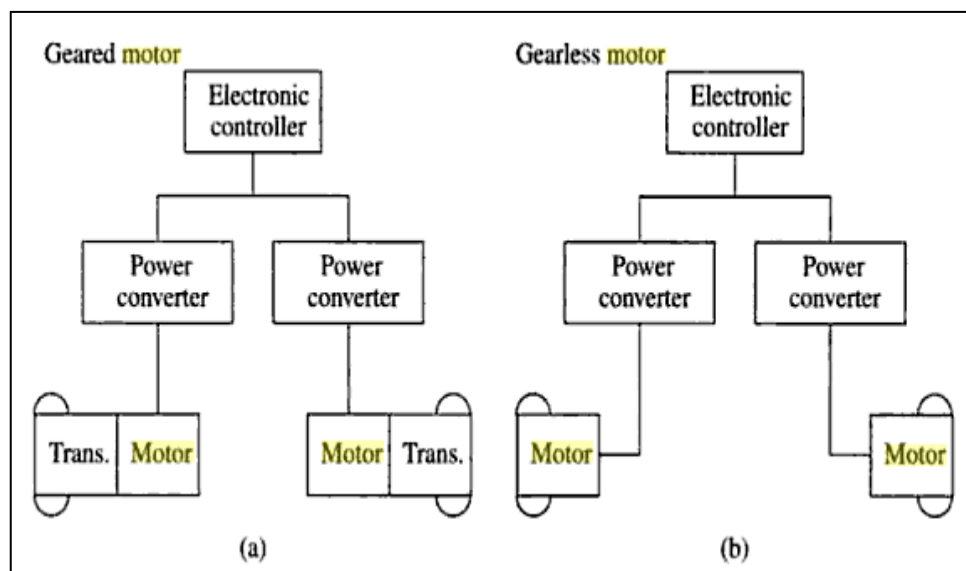 Geared motor
Electronic
controller
Power
converter
Power
converter
Trans.
Motor
Motor
Trans.
(a)
Gearless motor
Electronic
controller
Power
converter
Power
converter
Motor
Motor
(b)